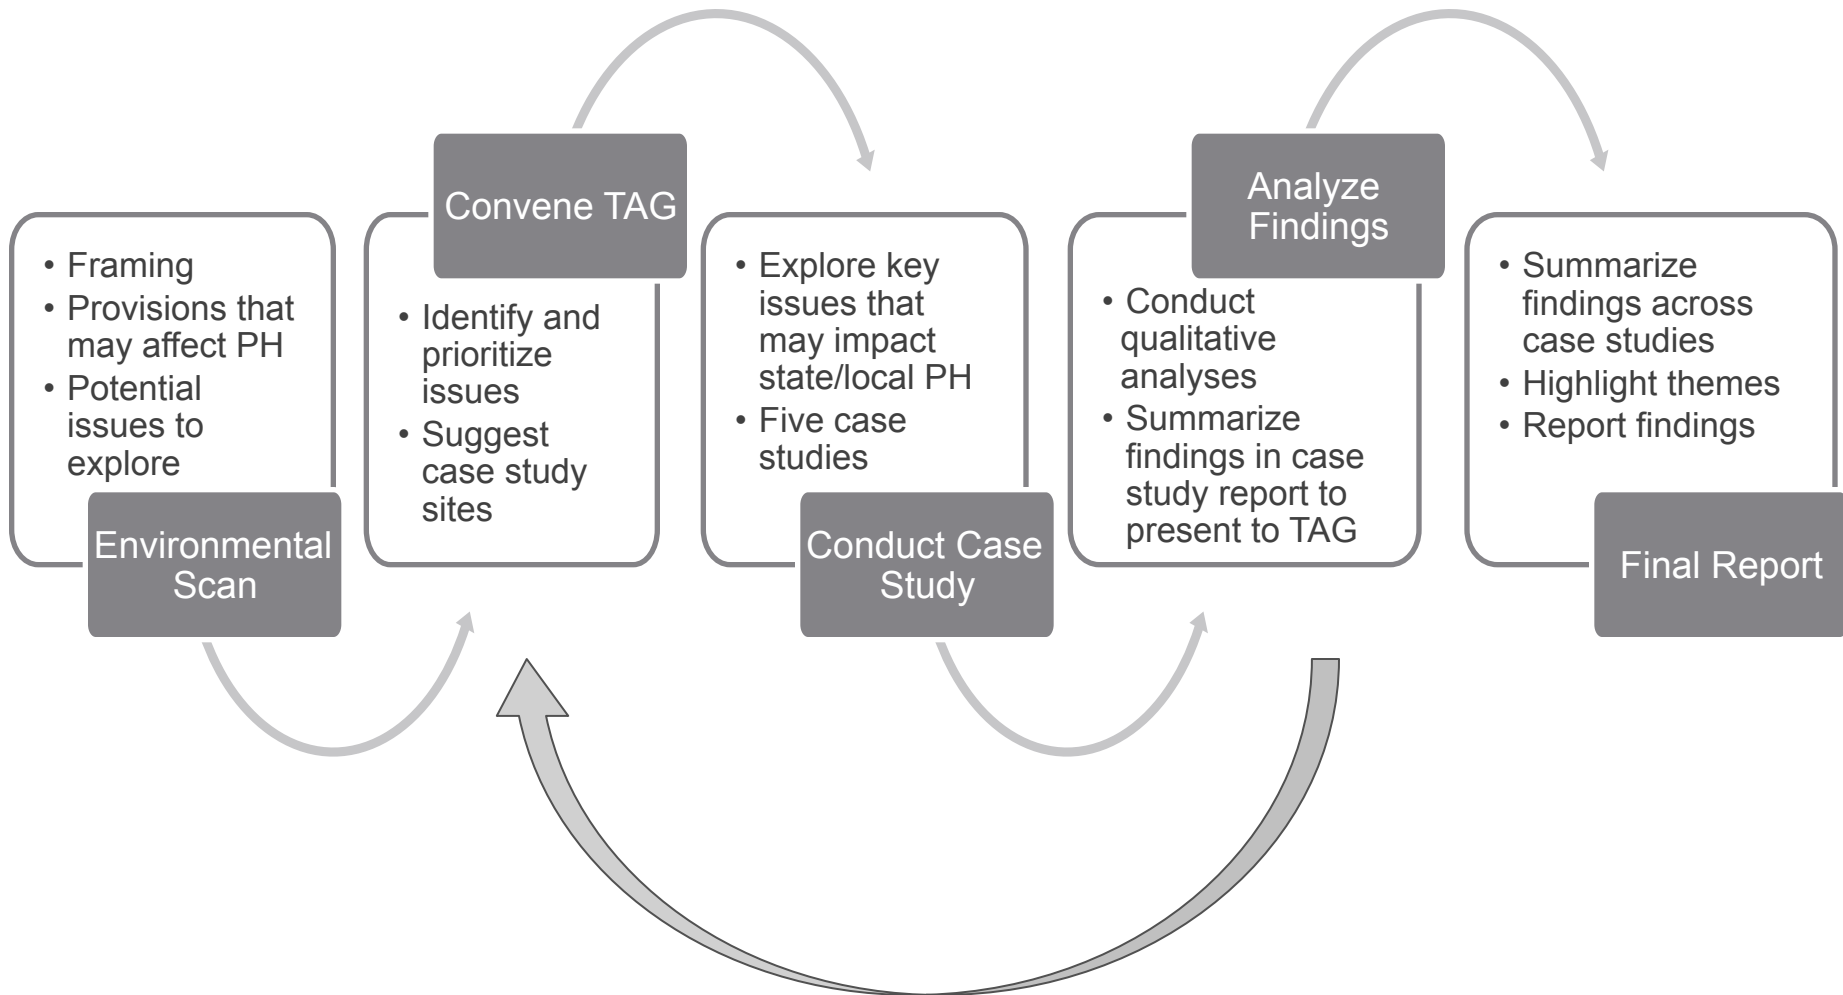 • Framing
• Provisions that
may affect PH
• Potential
issues to
explore
Environmental
Scan
Convene TAG
• Identify and
prioritize
issues
• Suggest
case study
sites
• Explore key
issues that
may impact
state/local PH
• Five case
studies
Conduct Case
Study
Analyze
Findings
• Conduct
qualitative
analyses
• Summarize
findings in case
study report to
present to TAG
• Summarize
findings across
case studies
• Highlight themes
• Report findings
Final Report